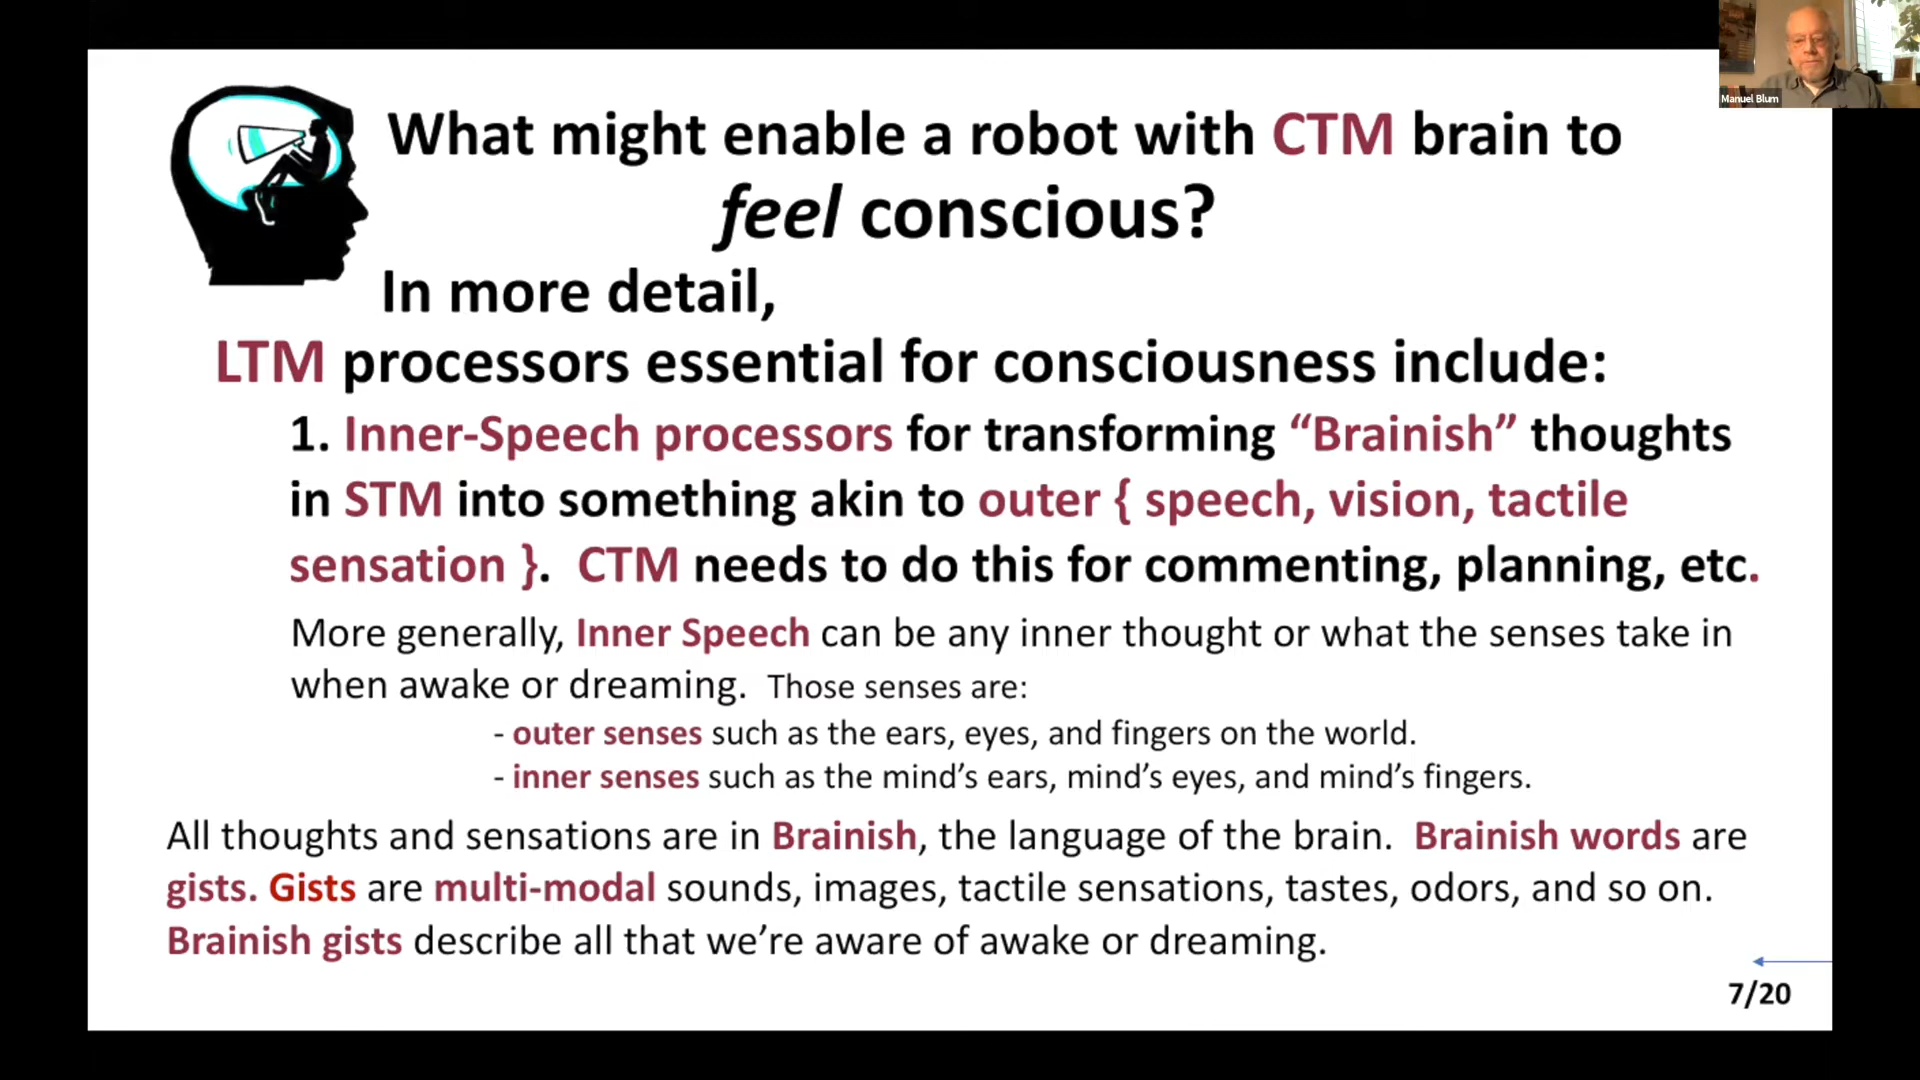 Manuel Blum
What might enable a robot with CTM brain to
feel conscious?
In more detail,
LTM processors essential for consciousness include:
1. Inner-Speech processors for transforming “Brainish” thoughts
in STM into something akin to outer { speech, vision, tactile
sensation }. CTM needs to do this for commenting, planning, etc.
More generally, Inner Speech can be any inner thought or what the senses take in
when awake or dreaming. Those senses are:
- outer senses such as the ears, eyes, and fingers on the world.
- inner senses such as the mind’s ears, mind’s eyes, and mind’s fingers.
All thoughts and sensations are in Brainish, the language of the brain. Brainish words are
gists. Gists are multi-modal sounds, images, tactile sensations, tastes, odors, and so on.
Brainish gists describe all that we’re aware of awake or dreaming.
7/20